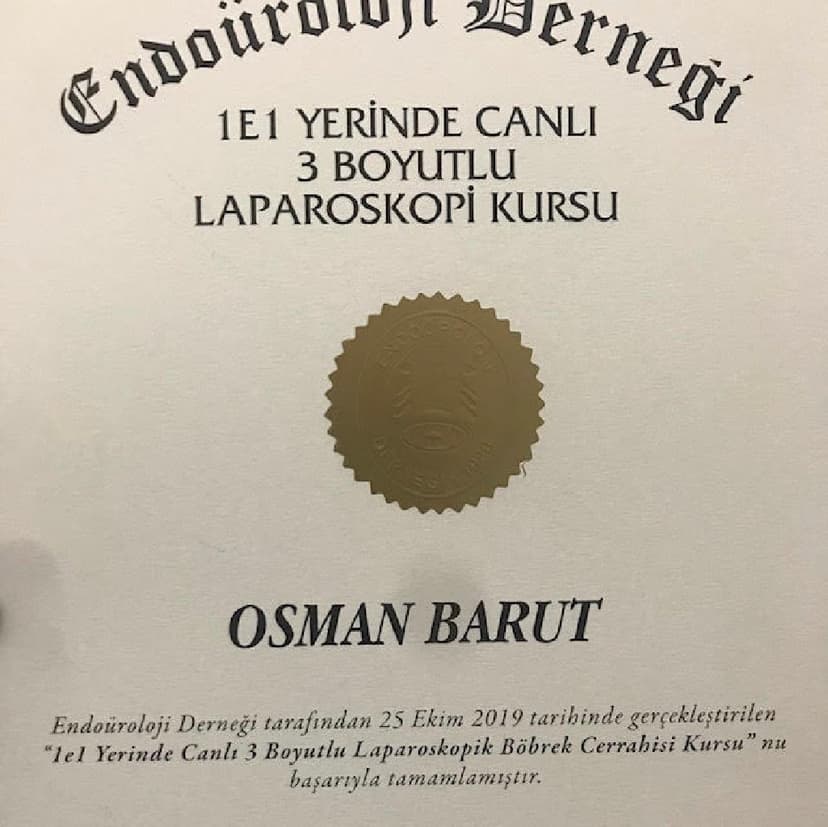 Endoüroloji Derneği
1E1 YERİNDE CANLI
3 BOYUTLU
LAPAROSKOPİ KURSU
OSMAN BARUT
Endoüroloji Derneği tarafından 25 Ekim 2019 tarihinde gerçekleştirilen
"1e1 Yerinde Canlı 3 Boyutlu Laparoskopik Böbrek Cerrahisi Kursu" nu
başarıyla tamamlamıştır.